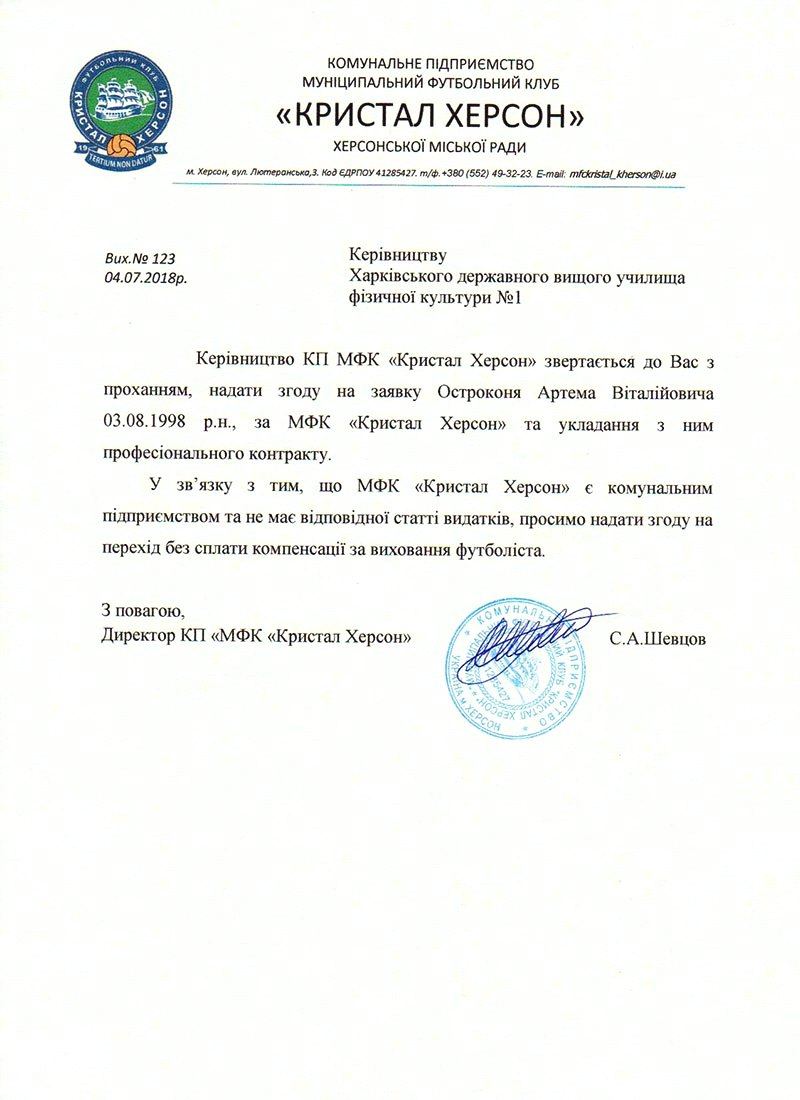 ФУТБОЛЬНИЙ КЛУБ
КРИСТАЛ ХЕРСОН
1961
TERTIUM NON DATUR
КОМУНАЛЬНЕ ПІДПРИЄМСТВО
МУНІЦИПАЛЬНИЙ ФУТБОЛЬНИЙ КЛУБ
«КРИСТАЛ ХЕРСОН»
ХЕРСОНСЬКОЇ МІСЬКОЇ РАДИ
м. Херсон, вул. Лютеранська,3. Код ЄДРПОУ 41285427. т/ф. +380 (552) 49-32-23. E-mail: mfckristal_kherson@i.ua
Вих.№ 123
04.07.2018р.
Керівництву
Харківського державного вищого училища
фізичної культури №1
Керівництво КП МФК «Кристал Херсон» звертається до Вас з
проханням, надати згоду на заявку Остроконя Артема Віталійовича
03.08.1998 р.н., за МФК «Кристал Херсон» та укладання з ним
професіонального контракту.
У зв’язку з тим, що МФК «Кристал Херсон» є комунальним
підприємством та не має відповідної статті видатків, просимо надати згоду на
перехід без сплати компенсації за виховання футболіста.
З повагою,
Директор КП «МФК «Кристал Херсон»
С.А.Шевцов
КОМУНАЛЬНЕ ПІДПРИЄМСТВО
УКРАЇНА м ХЕРСОН
КЛУБ "КРИСТАЛ ХЕРСОН"